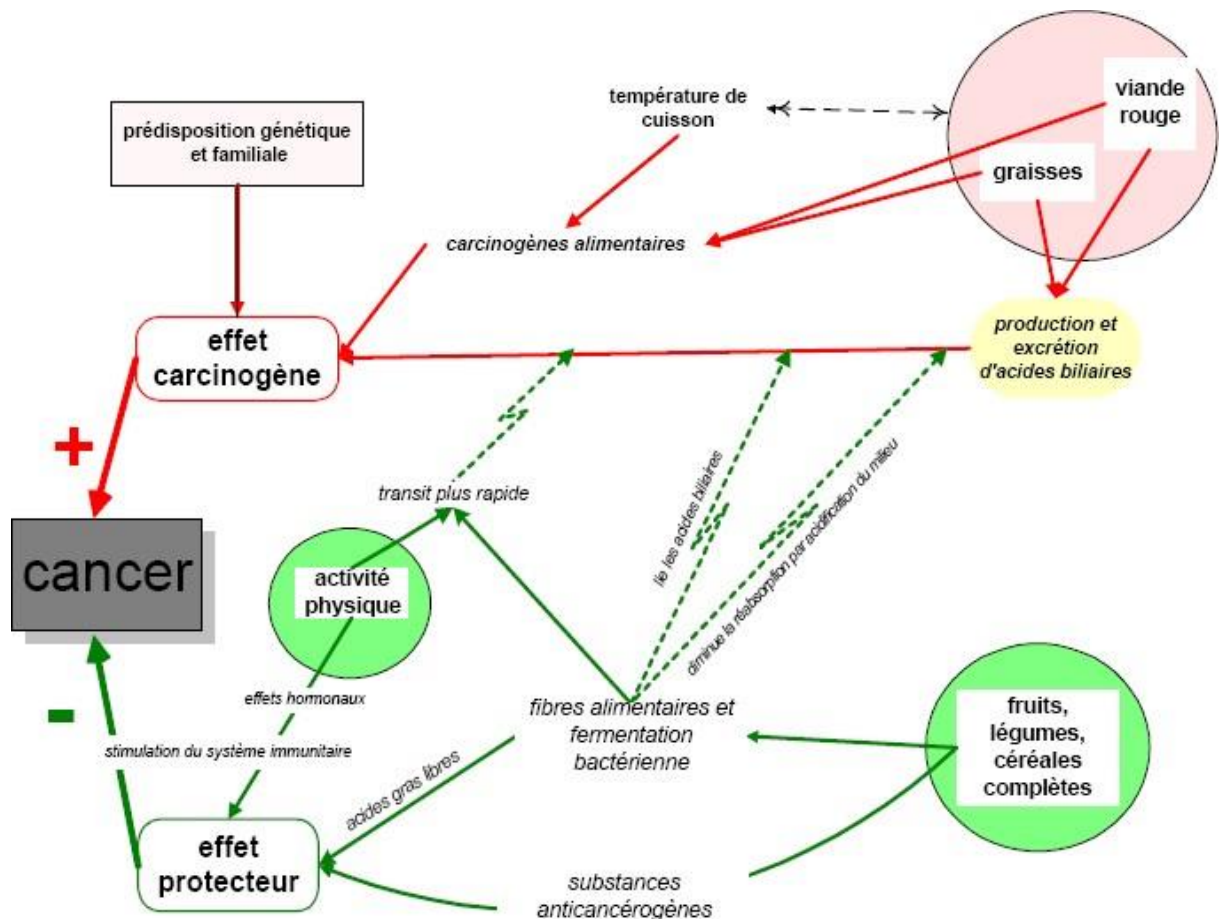 température de
cuisson
viande
rouge
prédisposition génétique
et familiale
graisses
carcinogènes alimentaires
effet
carcinogène
production et
excrétion
d'acides biliaires
+
transit plus rapide
lie les acides biliaires
diminue la réabsorption par acidification du milieu
cancer
activité
physique
effets hormonaux
-
stimulation du système immunitaire
fibres alimentaires et
fermentation
bactérienne
fruits,
légumes,
céréales
complètes
acides gras libres
effet
protecteur
substances
anticancérogènes